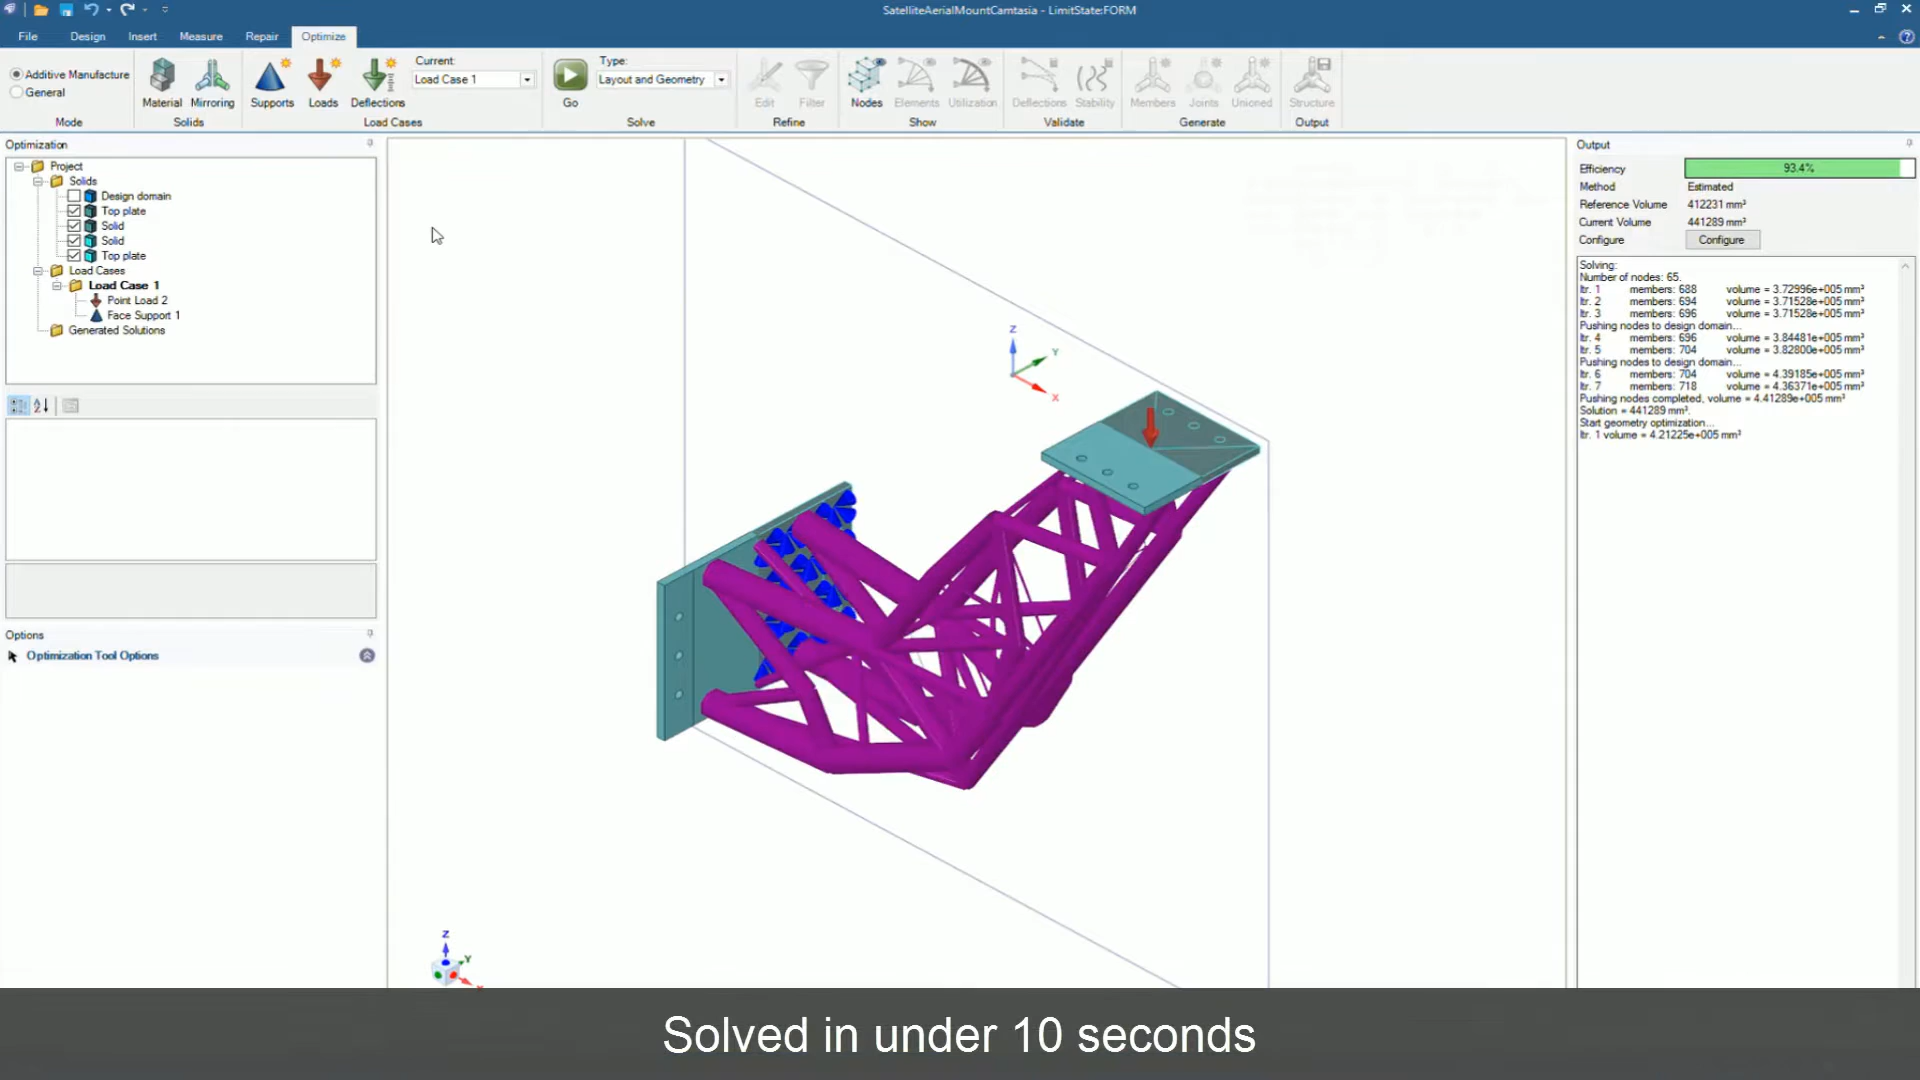 SatelliteAerialMountCamtasia - LimitState:FORM
File Design Insert Measure Repair Optimize
Additive Manufacture
General
Mode
Material Mirroring
Solids
Supports Loads Deflections
Current:
Load Case 1
Load Cases
Go
Type:
Layout and Geometry
Solve
Edit Filter
Refine
Nodes Elements Utilization
Show
Deflections Stability
Validate
Members Joints Unioned
Generate
Structure
Output
Optimization
Project
Solids
Design domain
Top plate
Solid
Solid
Top plate
Load Cases
Load Case 1
Point Load 2
Face Support 1
Generated Solutions
Options
Optimization Tool Options
Z
Y
X
Z
Y
Output
Efficiency 93.4%
Method Estimated
Reference Volume 412231 mm³
Current Volume 441289 mm³
Configure Configure
Solving:
Number of nodes: 65.
Itr. 1 members: 688 volume = 3.72996e+005 mm³
Itr. 2 members: 694 volume = 3.71528e+005 mm³
Itr. 3 members: 696 volume = 3.71528e+005 mm³
Pushing nodes to design domain...
Itr. 4 members: 696 volume = 3.84481e+005 mm³
Itr. 5 members: 704 volume = 3.82800e+005 mm³
Pushing nodes to design domain...
Itr. 6 members: 704 volume = 4.39185e+005 mm³
Itr. 7 members: 718 volume = 4.36371e+005 mm³
Pushing nodes completed, volume = 4.41289e+005 mm³
Solution = 441289 mm³.
Start geometry optimization...
Itr. 1 volume = 4.21225e+005 mm³
Solved in under 10 seconds